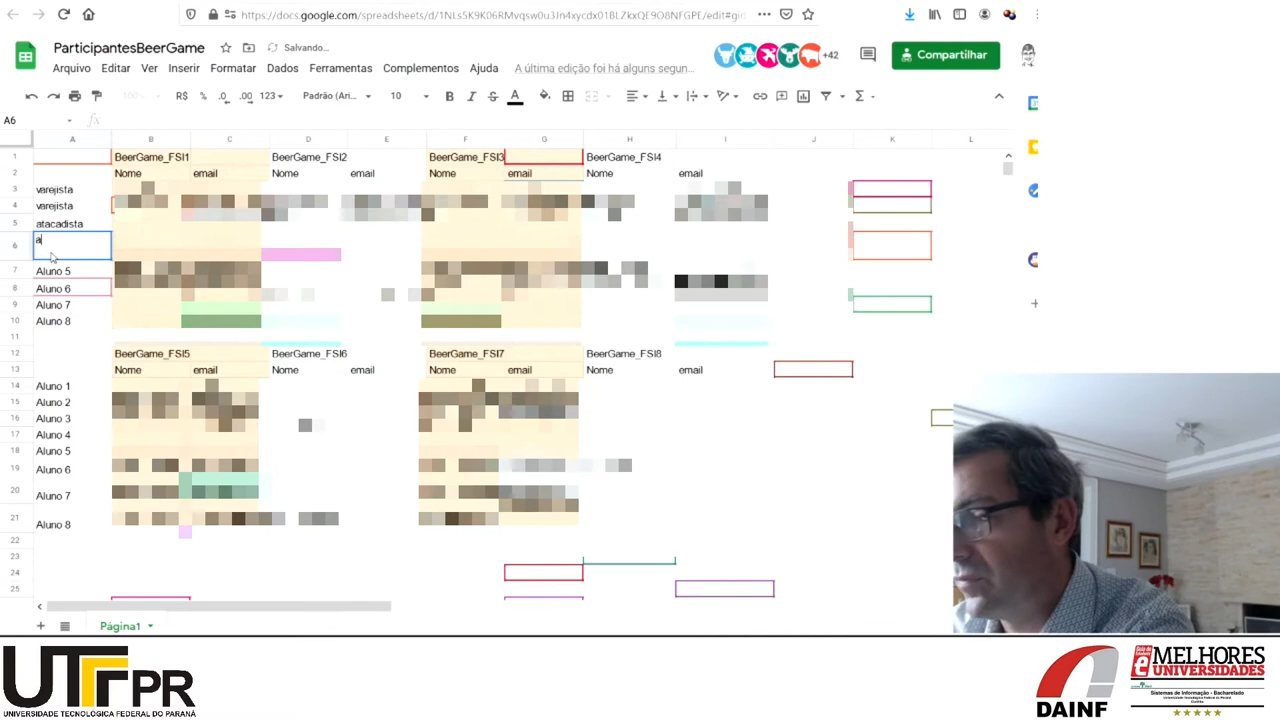 https://docs.google.com/spreadsheets/d/1NLs5K9K06RMvqsw0u3Jn4xycdx01BLZkxQE9O8NFGPE/edit#gi
ParticipantesBeerGame Salvando...
+42 Compartilhar
Arquivo Editar Ver Inserir Formatar Dados Ferramentas Complementos Ajuda A última edição foi há alguns segun...
100% R$ % .0 .00 123 Padrão (Ari... 10 B I S A Σ
A6 fx
A B C D E F G H I J K L
1 BeerGame_FSI1 BeerGame_FSI2 BeerGame_FSI3 BeerGame_FSI4
2 Nome email Nome Nome email Nome email
3 varejista
4 varejista
5 atacadista
6 a
7 Aluno 5
8 Aluno 6
9 Aluno 7
10 Aluno 8
11
12 BeerGame_FSI5 BeerGame_FSI6 BeerGame_FSI7 BeerGame_FSI8
13 Nome email Nome email Nome email Nome email
14 Aluno 1
15 Aluno 2
16 Aluno 3
17 Aluno 4
18 Aluno 5
19 Aluno 6
20 Aluno 7
21 Aluno 8
22
23
24
25
Página1
UTFPR
UNIVERSIDADE TECNOLÓGICA FEDERAL DO PARANÁ
DAINF
MELHORES
UNIVERSIDADES
Sistemas de Informação - Bacharelado